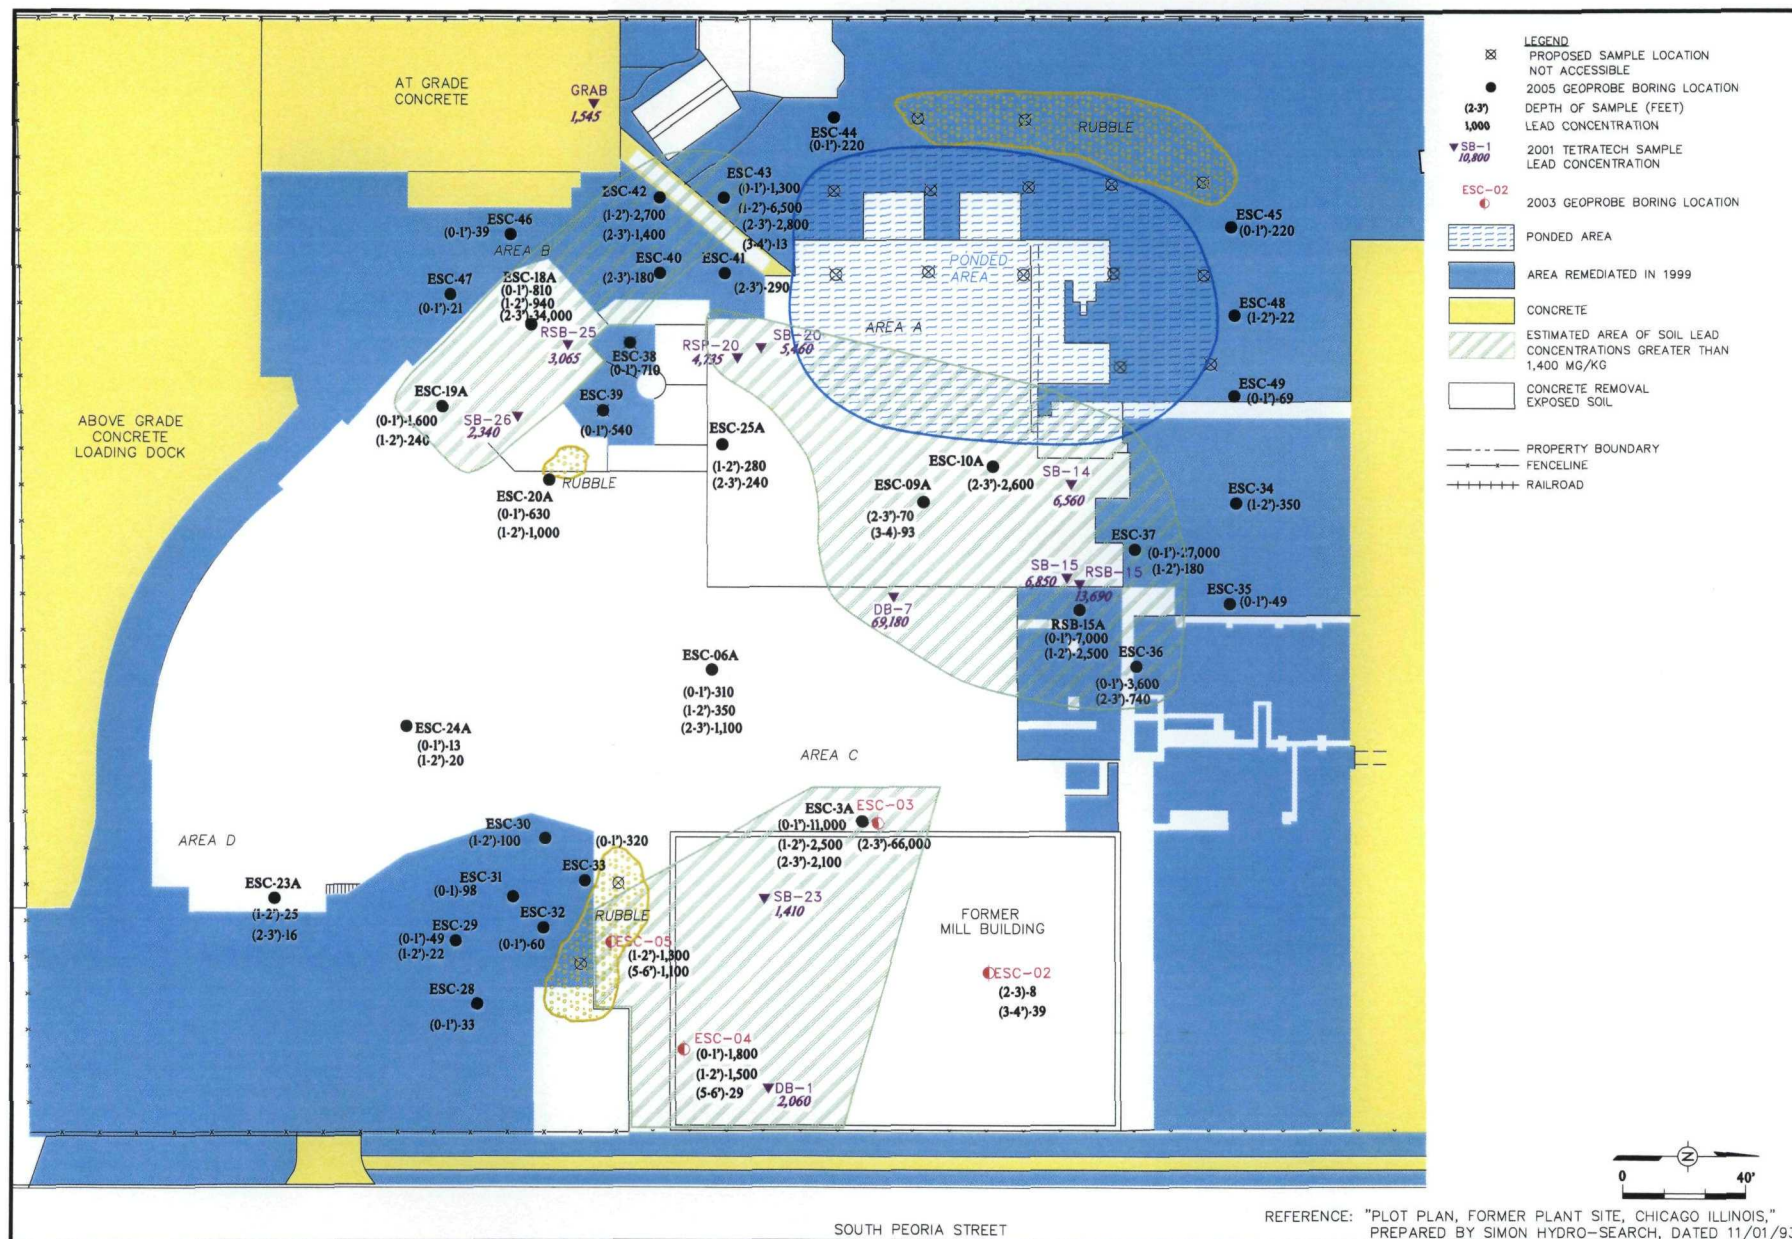 AT GRADE
CONCRETE
GRAB
1,545
ESC-44
(0-1')-220
RUBBLE
ESC-42
(1-2')-2,700
(2-3')-1,400
ESC-43
(0-1')-1,300
(1-2')-6,500
(2-3')-2,800
(3-4')-13
ESC-45
(0-1')-220
ESC-46
(0-1')-39
AREA B
ESC-40
(2-3')-180
ESC-41
(2-3')-290
PONDED
AREA
ESC-47
(0-1')-21
ESC-18A
(0-1')-810
(1-2')-940
(2-3')-34,000
RSB-25
3,065
ESC-48
(1-2')-22
AREA A
ESC-38
(0-1')-710
SB-20
5,460
4,735
ESC-49
(0-1')-69
ESC-19A
(0-1')-1,600
(1-2')-240
SB-26
2,340
ESC-39
(0-1')-540
ABOVE GRADE
CONCRETE
LOADING DOCK
ESC-25A
(1-2')-280
(2-3')-240
RUBBLE
ESC-20A
(0-1')-630
(1-2')-1,000
ESC-10A
(2-3')-2,600
SB-14
6,560
ESC-09A
(2-3')-70
(3-4)-93
ESC-34
(1-2')-350
ESC-37
(0-1')-27,000
(1-2')-180
SB-15
6,850
RSB-15
13,690
DB-7
69,180
ESC-35
(0-1')-49
RSB-15A
(0-1')-7,000
(1-2')-2,500
ESC-36
(0-1')-3,600
(2-3')-740
ESC-06A
(0-1')-310
(1-2')-350
(2-3')-1,100
ESC-24A
(0-1')-13
(1-2')-20
AREA C
AREA D
ESC-30
(1-2')-100
ESC-3A
(0-1')-11,000
(1-2')-2,500
(2-3')-2,100
ESC-03
(2-3')-66,000
ESC-33
(0-1')-320
ESC-23A
(1-2')-25
(2-3')-16
ESC-31
(0-1)-98
SB-23
1,410
ESC-29
(0-1')-49
(1-2')-22
ESC-32
(0-1')-60
RUBBLE
ESC-05
(1-2')-1,300
(5-6')-1,100
FORMER
MILL BUILDING
ESC-02
(2-3)-8
(3-4')-39
ESC-28
(0-1')-33
ESC-04
(0-1')-1,800
(1-2')-1,500
(5-6')-29
DB-1
2,060
SOUTH PEORIA STREET
LEGEND
PROPOSED SAMPLE LOCATION
NOT ACCESSIBLE
2005 GEOPROBE BORING LOCATION
(2-3') DEPTH OF SAMPLE (FEET)
1,000 LEAD CONCENTRATION
SB-1 2001 TETRATECH SAMPLE
10,800 LEAD CONCENTRATION
ESC-02
2003 GEOPROBE BORING LOCATION
PONDED AREA
AREA REMEDIATED IN 1999
CONCRETE
ESTIMATED AREA OF SOIL LEAD
CONCENTRATIONS GREATER THAN
1,400 MG/KG
CONCRETE REMOVAL
EXPOSED SOIL
PROPERTY BOUNDARY
FENCELINE
RAILROAD
N
0 40'
REFERENCE: "PLOT PLAN, FORMER PLANT SITE, CHICAGO ILLINOIS,"
PREPARED BY SIMON HYDRO-SEARCH, DATED 11/01/93